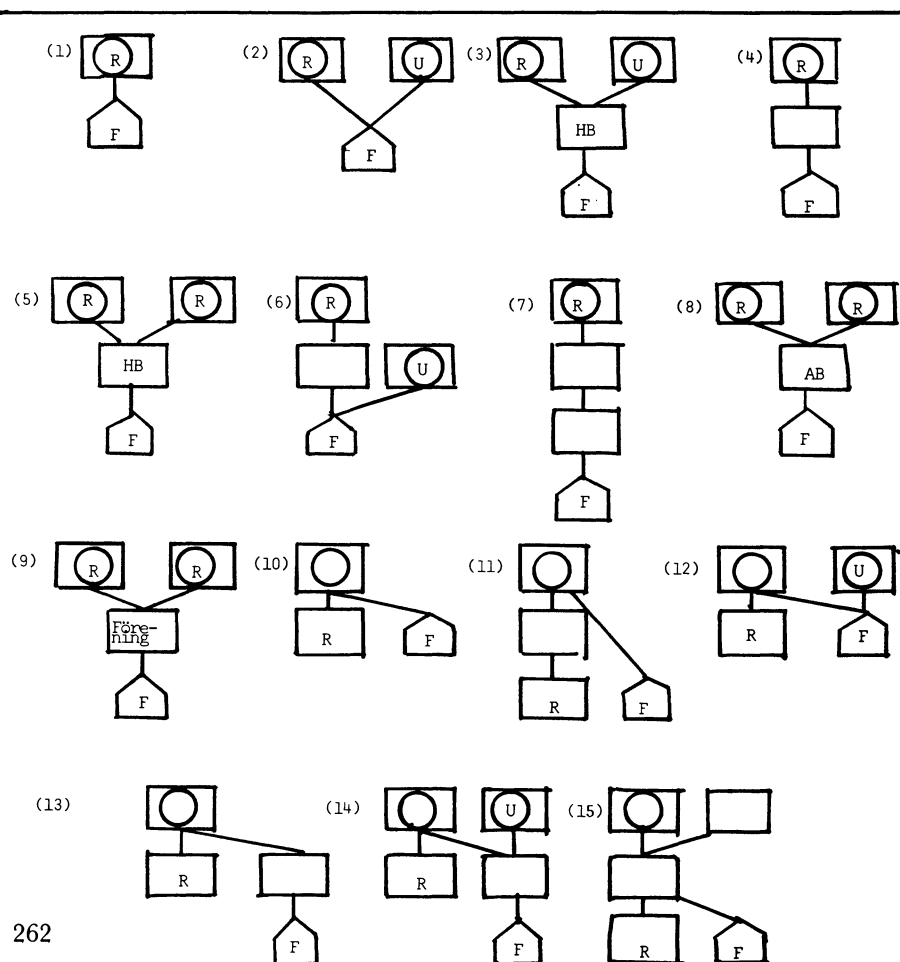 (1) R (2) R U (3) R U (4) R
F F HB
F F
(5) R R (6) R (7) R (8) R R
HB U AB
F F F
F
(9) R R (10) (11) (12) U
Före-
ning R F R F
F R F
(13) (14) U (15)
R R
F F R F
262